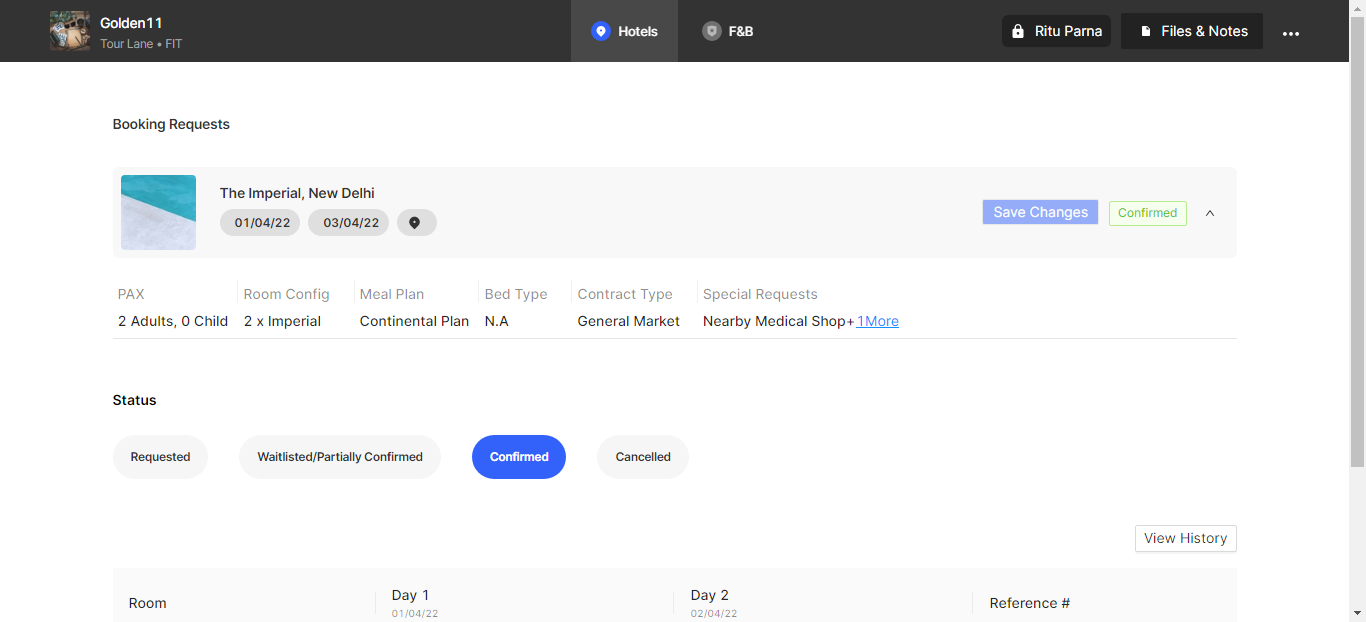 Golden11
Tour Lane • FIT
Hotels
F&B
Ritu Parna
Files & Notes
Booking Requests
The Imperial, New Delhi
01/04/22 03/04/22
Save Changes
Confirmed
PAX Room Config Meal Plan Bed Type Contract Type Special Requests
2 Adults, 0 Child 2 x Imperial Continental Plan N.A General Market Nearby Medical Shop+ 1More
Status
Requested Waitlisted/Partially Confirmed Confirmed Cancelled
View History
Room Day 1 Day 2 Reference #
01/04/22 02/04/22